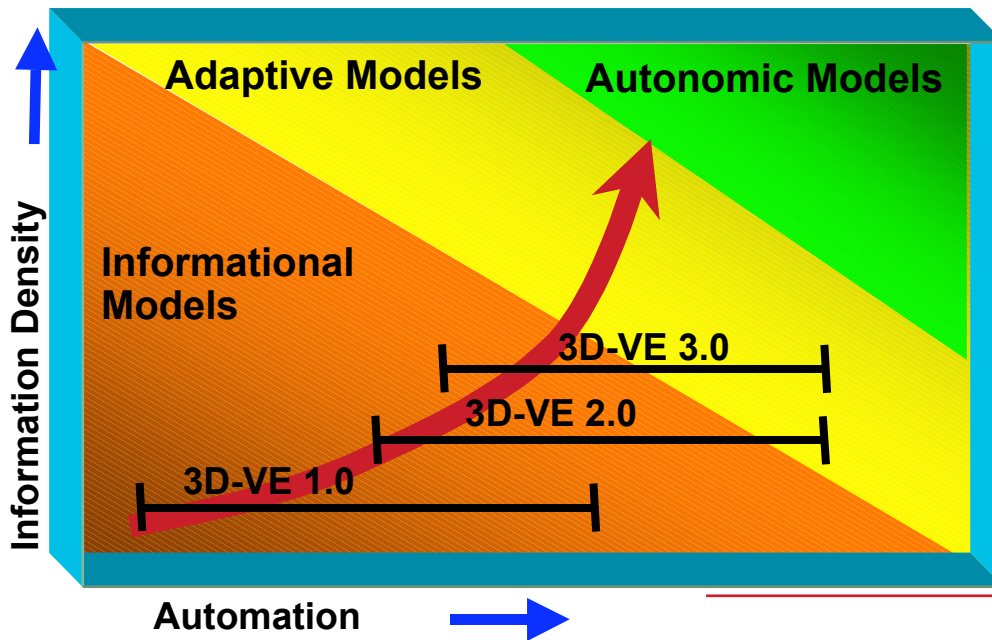 Adaptive Models
Autonomic Models
Information Density
Informational
Models
3D-VE 3.0
3D-VE 2.0
3D-VE 1.0
Automation